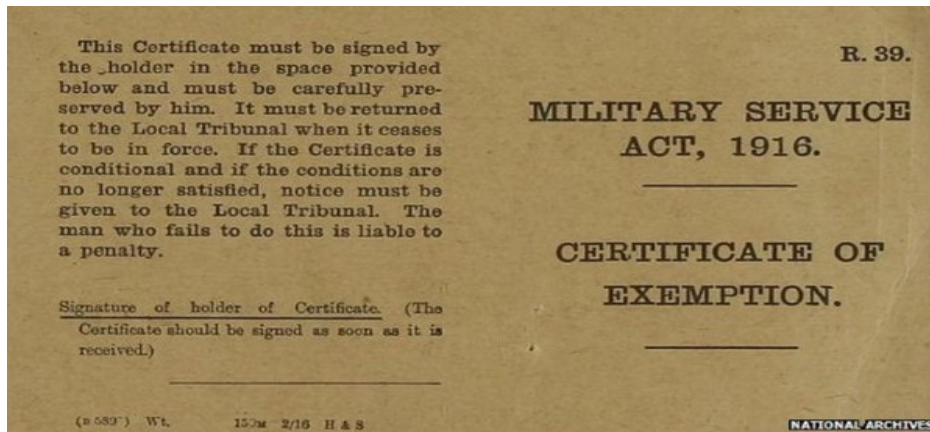 This Certificate must be signed by
the holder in the space provided
below and must be carefully pre-
served by him. It must be returned
to the Local Tribunal when it ceases
to be in force. If the Certificate is
conditional and if the conditions are
no longer satisfied, notice must be
given to the Local Tribunal. The
man who fails to do this is liable to
a penalty.
Signature of holder of Certificate. (The
Certificate should be signed as soon as it is
received.)
Wt. 150M 2/16 H & S
R. 39.
MILITARY SERVICE
ACT, 1916.
CERTIFICATE OF
EXEMPTION.
NATIONAL ARCHIVES